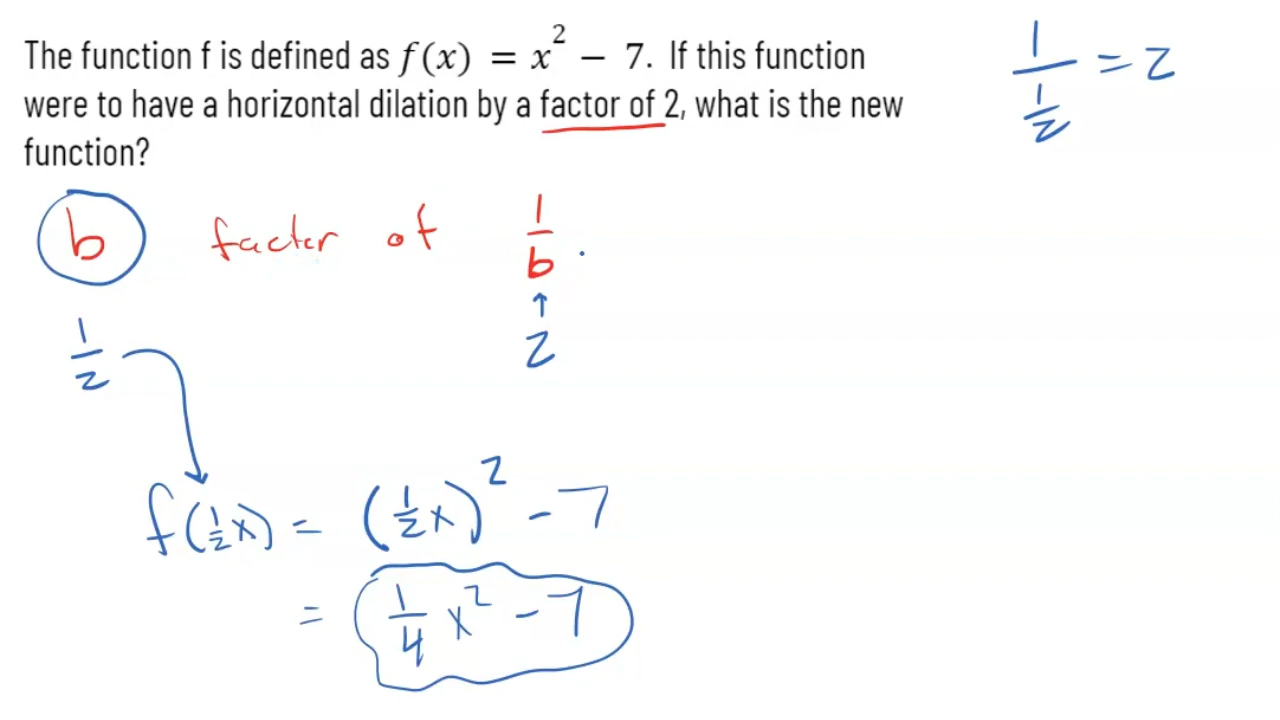 The function f is defined as f(x) = x² − 7. If this function
were to have a horizontal dilation by a factor of 2, what is the new
function?
1/(1/2) = 2
b factor of 1/b .
↑
1/2 2
f(1/2x) = (1/2x)² - 7
= 1/4 x² - 7